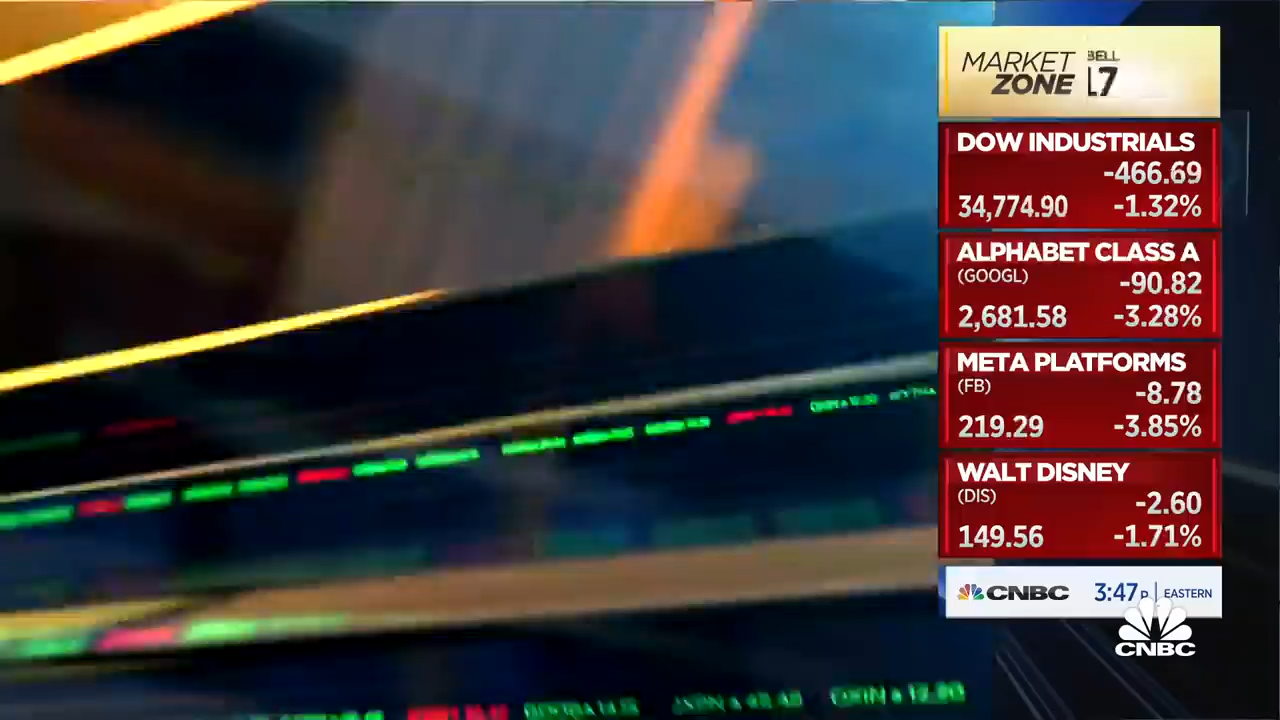 MARKET
ZONE
BELL
DOW INDUSTRIALS
-466.69
34,774.90 -1.32%
ALPHABET CLASS A
(GOOGL) -90.82
2,681.58 -3.28%
META PLATFORMS
(FB) -8.78
219.29 -3.85%
WALT DISNEY
(DIS) -2.60
149.56 -1.71%
CNBC 3:47 P EASTERN
CNBC